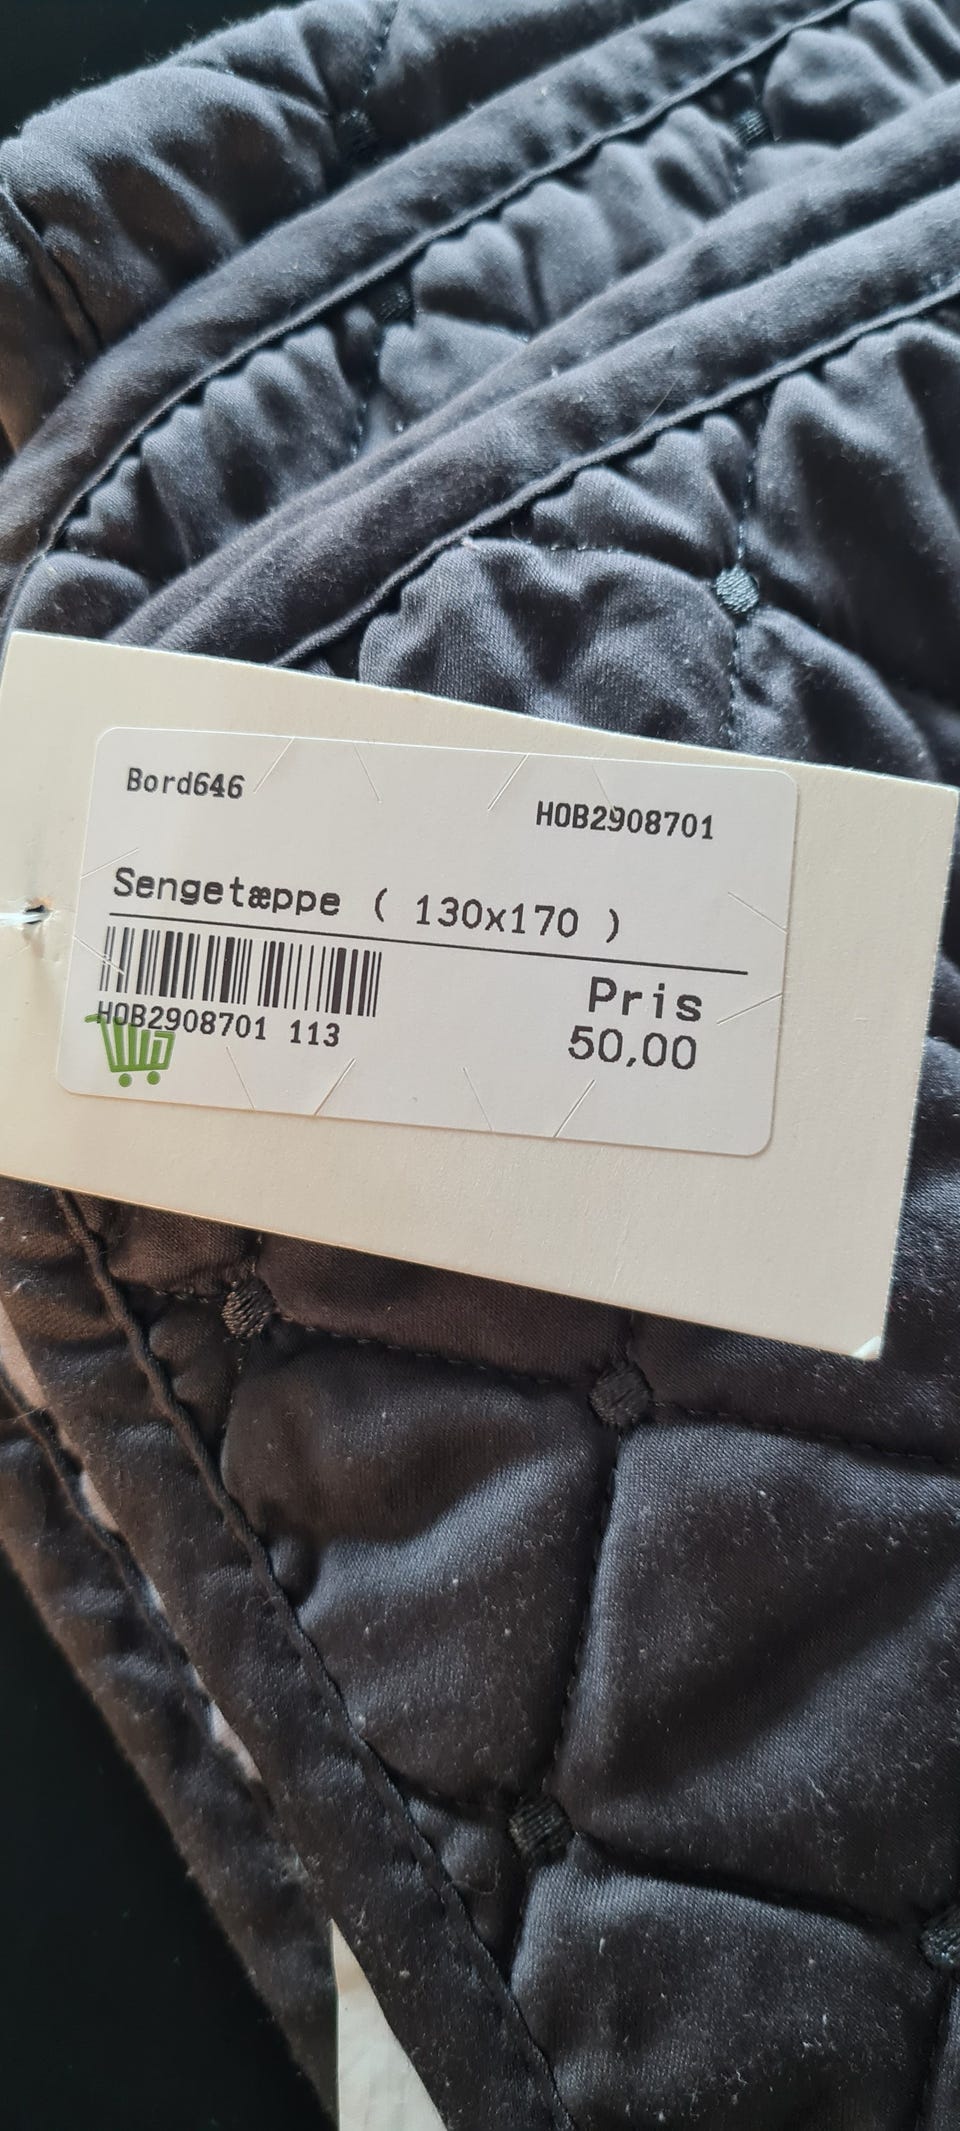 Bord646
HOB2908701
Sengetæppe ( 130x170 )
Pris
HOB2908701 113
50,00